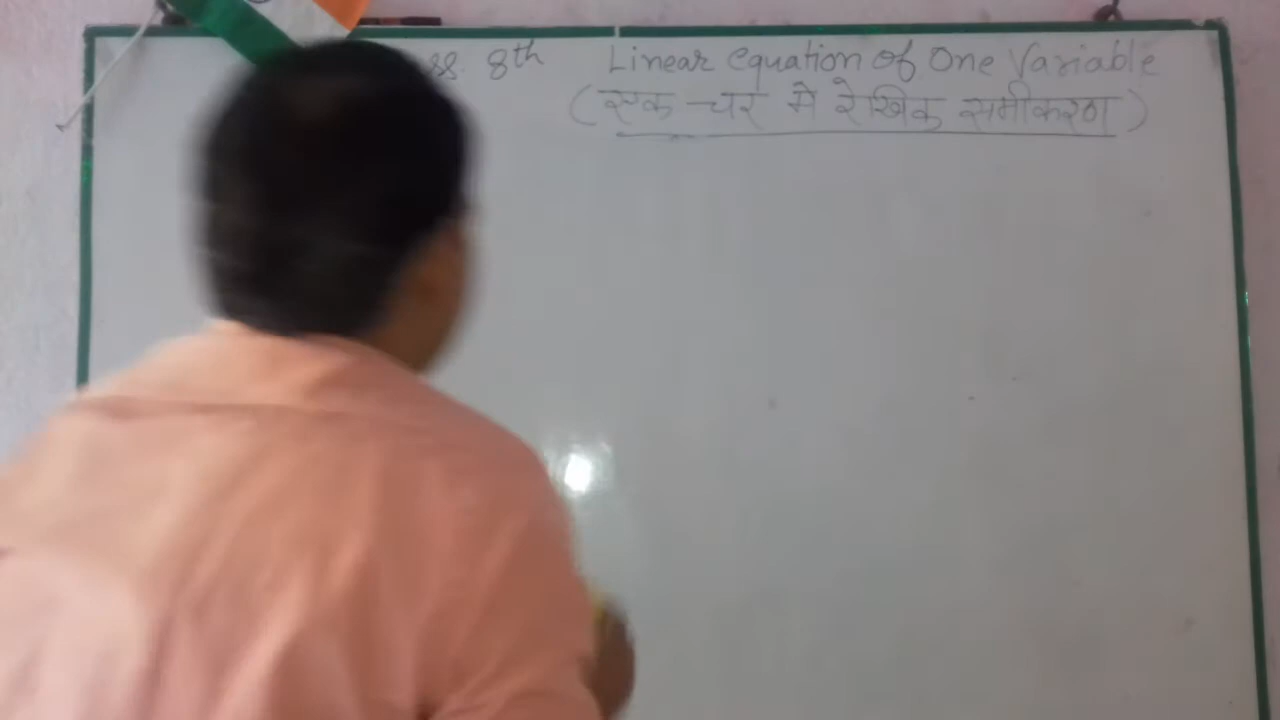 8th Linear equation of One Variable
(एक चर मे रेखिक समीकरण)